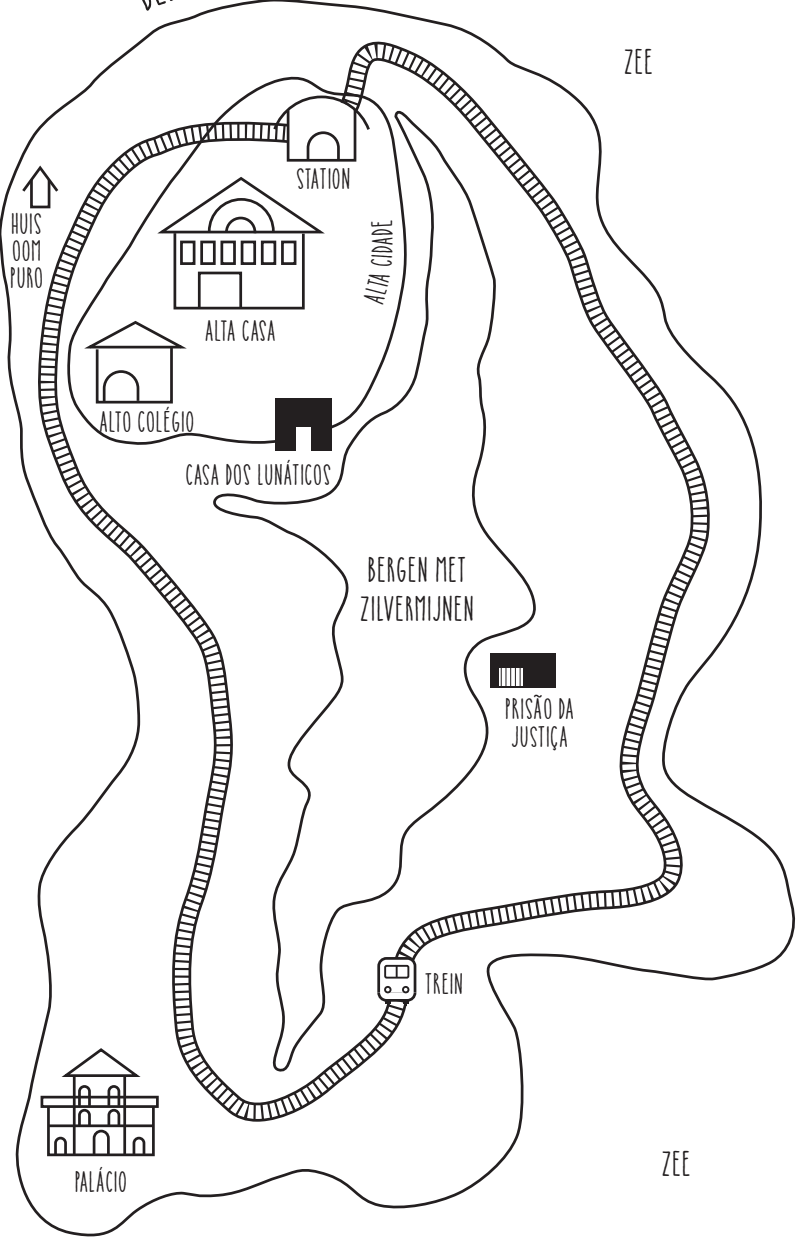 ZEE
STATION
HUIS
OOM
PURO
ALTA CIDADE
ALTA CASA
ALTO COLÉGIO
CASA DOS LUNÁTICOS
BERGEN MET
ZILVERMIJNEN
PRISÃO DA
JUSTIÇA
TREIN
ZEE
PALÁCIO